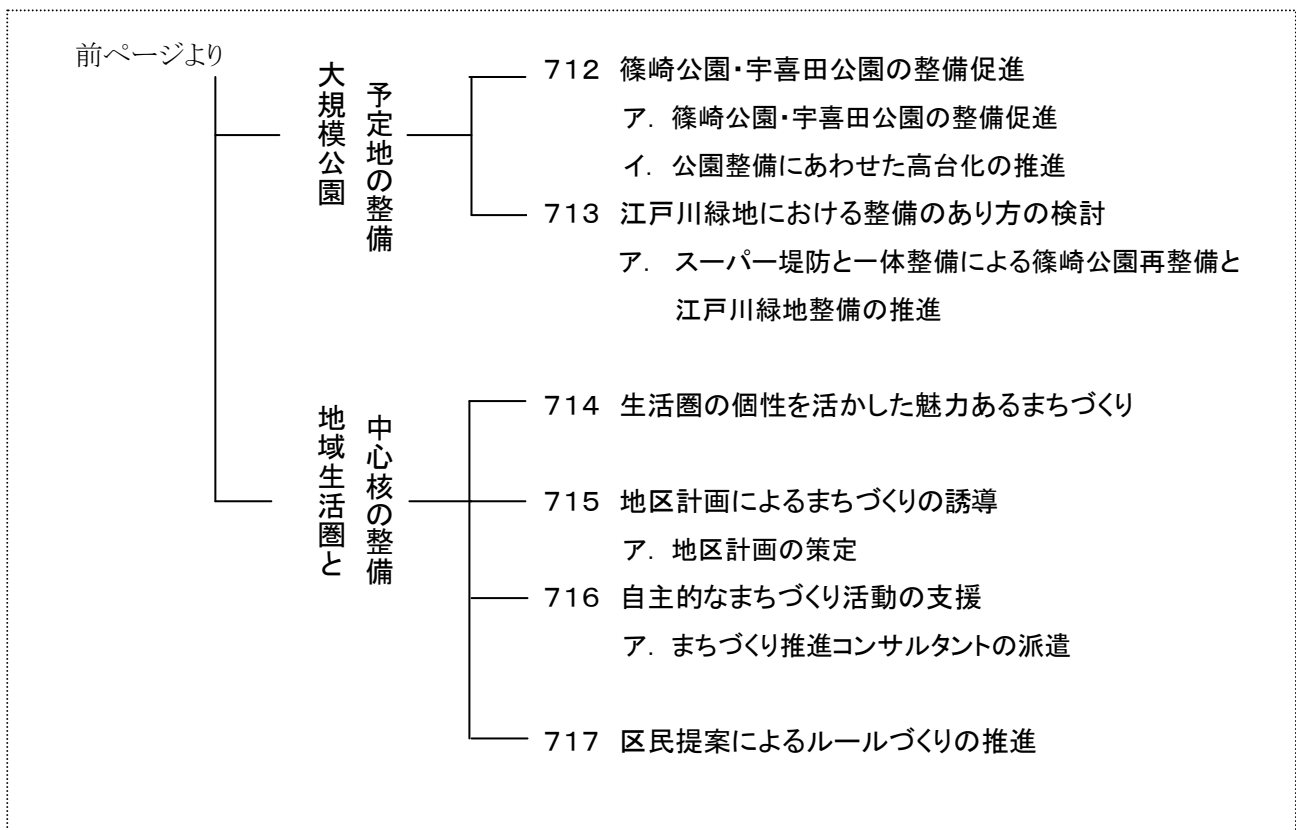 前ページより
大規模公園
予定地の整備
712 篠崎公園・宇喜田公園の整備促進
ア. 篠崎公園・宇喜田公園の整備促進
イ. 公園整備にあわせた高台化の推進
713 江戸川緑地における整備のあり方の検討
ア. スーパー堤防と一体整備による篠崎公園再整備と
江戸川緑地整備の推進
地域生活圏と
中心核の整備
714 生活圏の個性を活かした魅力あるまちづくり
715 地区計画によるまちづくりの誘導
ア. 地区計画の策定
716 自主的なまちづくり活動の支援
ア. まちづくり推進コンサルタントの派遣
717 区民提案によるルールづくりの推進